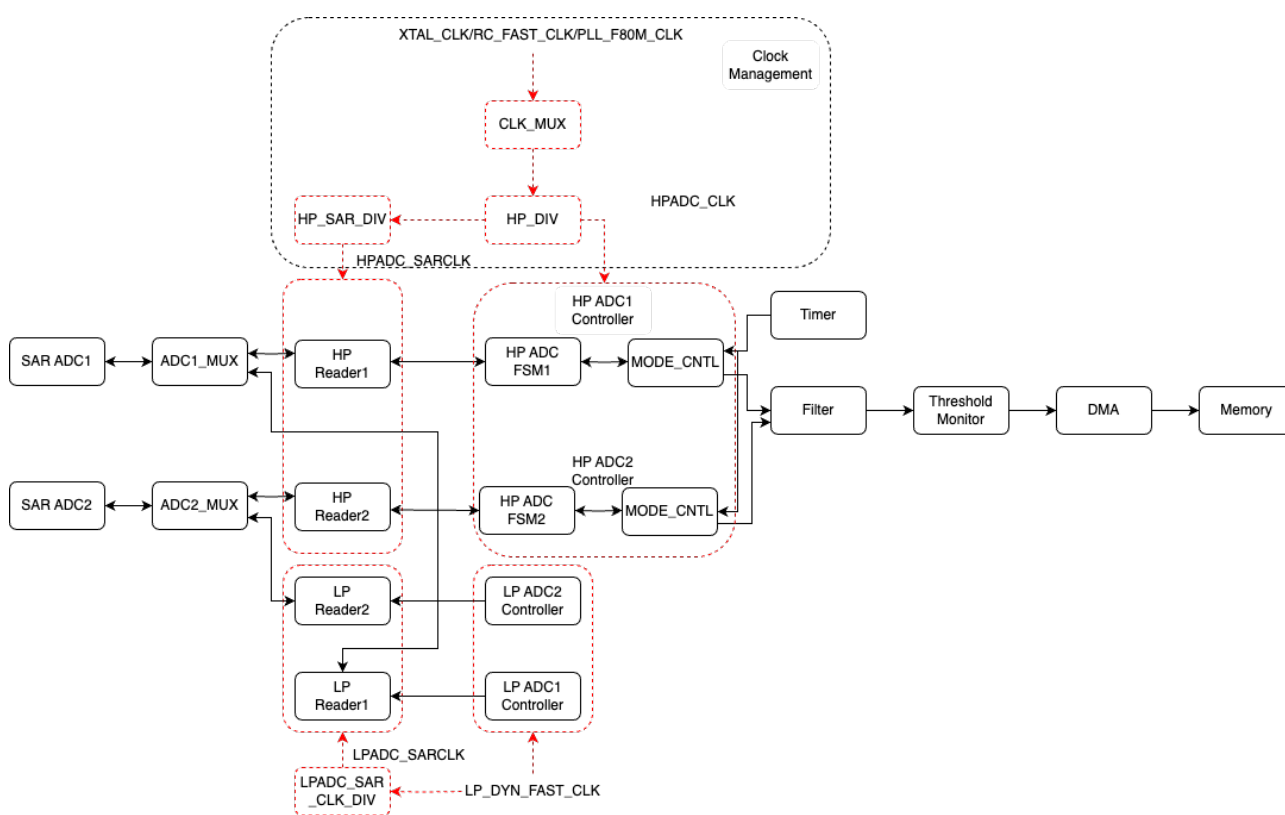 XTAL_CLK/RC_FAST_CLK/PLL_F80M_CLK
Clock
Management
CLK_MUX
HPADC_CLK
HP_SAR_DIV
HP_DIV
HPADC_SARCLK
HP ADC1
Controller
Timer
SAR ADC1
ADC1_MUX
HP
Reader1
HP ADC
FSM1
MODE_CNTL
Filter
Threshold
Monitor
DMA
Memory
HP ADC2
Controller
SAR ADC2
ADC2_MUX
HP
Reader2
HP ADC
FSM2
MODE_CNTL
LP
Reader2
LP ADC2
Controller
LP
Reader1
LP ADC1
Controller
LPADC_SARCLK
LPADC_SAR
_CLK_DIV
LP_DYN_FAST_CLK